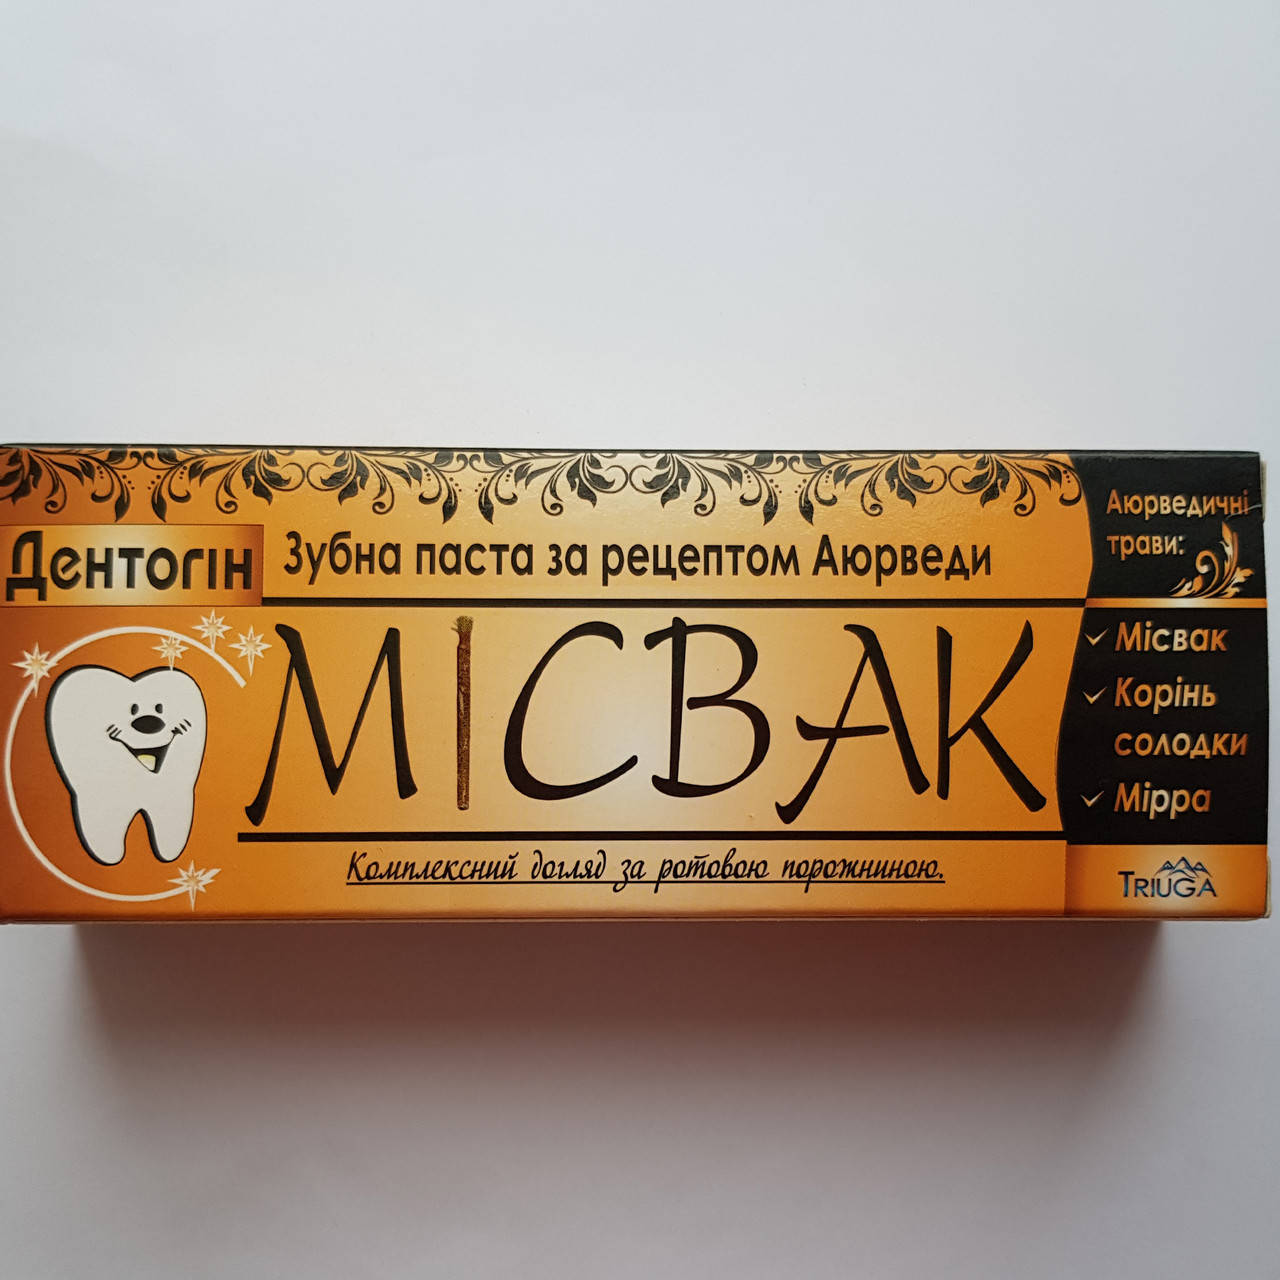 Дентогін
Зубна паста за рецептом Аюрведи
МІСВАК
Комплексний догляд за ротовою порожниною.
Аюрведичні
трави:
Місвак
Корінь
солодки
Мірра
TRIUGA